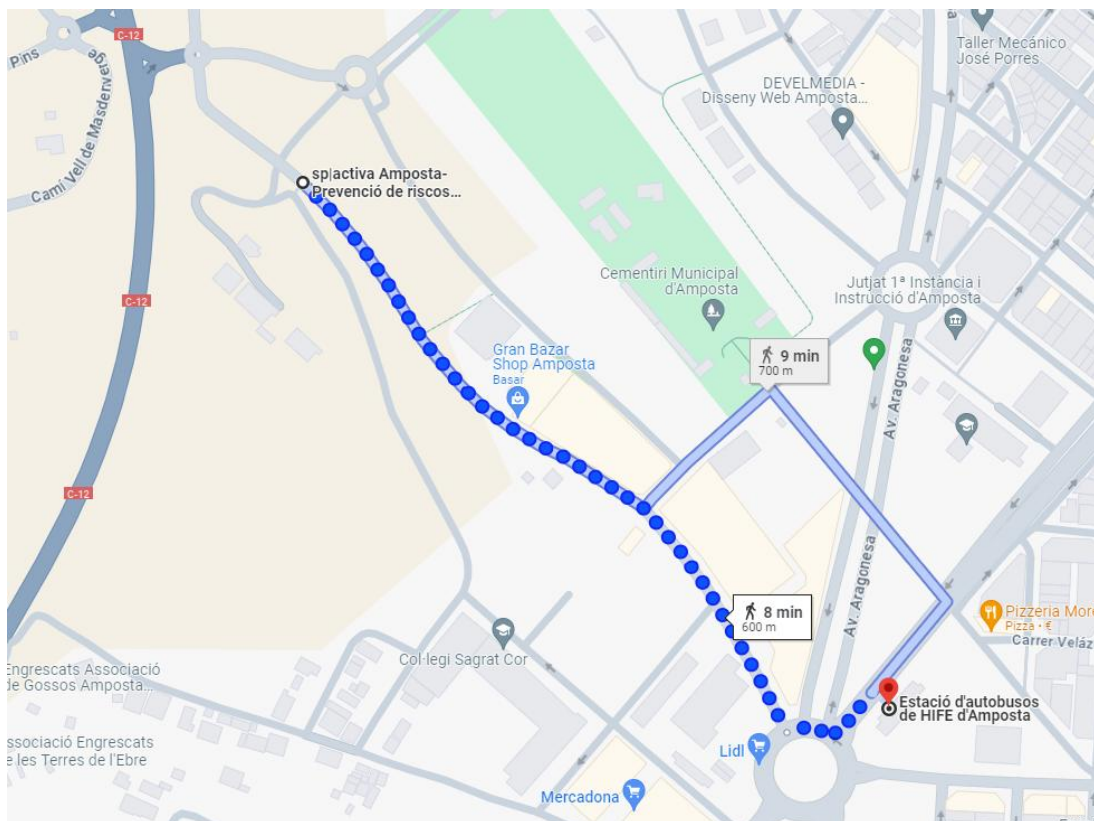 C-12
Pins
Camí Vell de Masdenverge
Taller Mecánico
José Porres
DEVELMEDIA -
Disseny Web Amposta...
sp|activa Amposta-
Prevenció de riscos...
Cementiri Municipal
d'Amposta
Jutjat 1ª Instància i
Instrucció d'Amposta
C-12
Gran Bazar
Shop Amposta
Basar
9 min
700 m
Av. Aragonesa
C-12
Av. Aragonesa
8 min
600 m
Pizzeria More
Pizza · €
Carrer Veláz
Col·legi Sagrat Cor
Engrescats Associació
de Gossos Amposta...
Estació d'autobusos
de HIFE d'Amposta
ssociació Engrescats
e les Terres de l'Ebre
Lidl
Mercadona